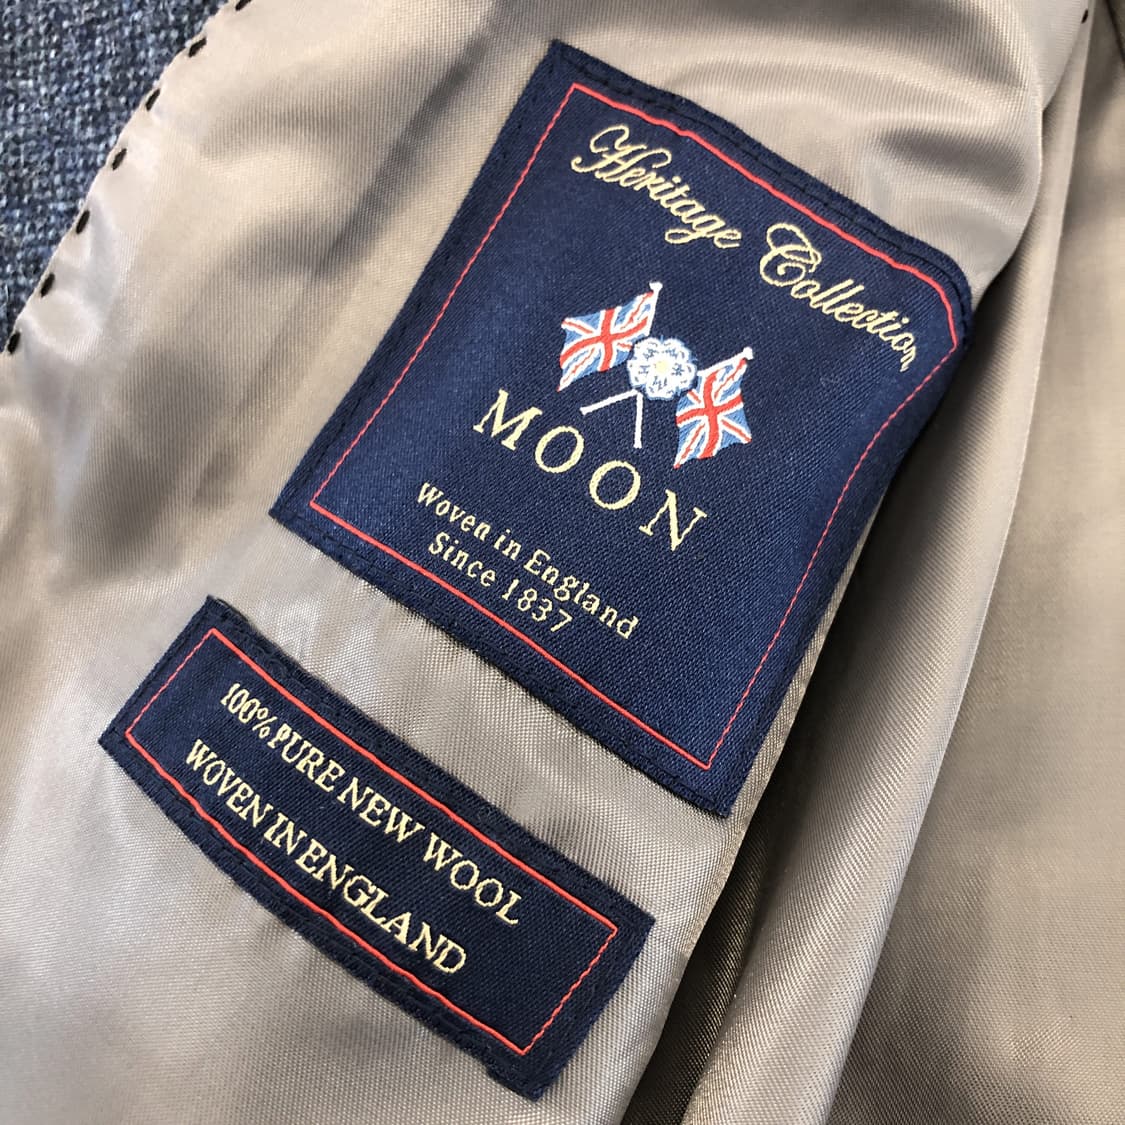 Heritage Collection
MOON
Woven in England
Since 1837
100% PURE NEW WOOL
WOVEN IN ENGLAND